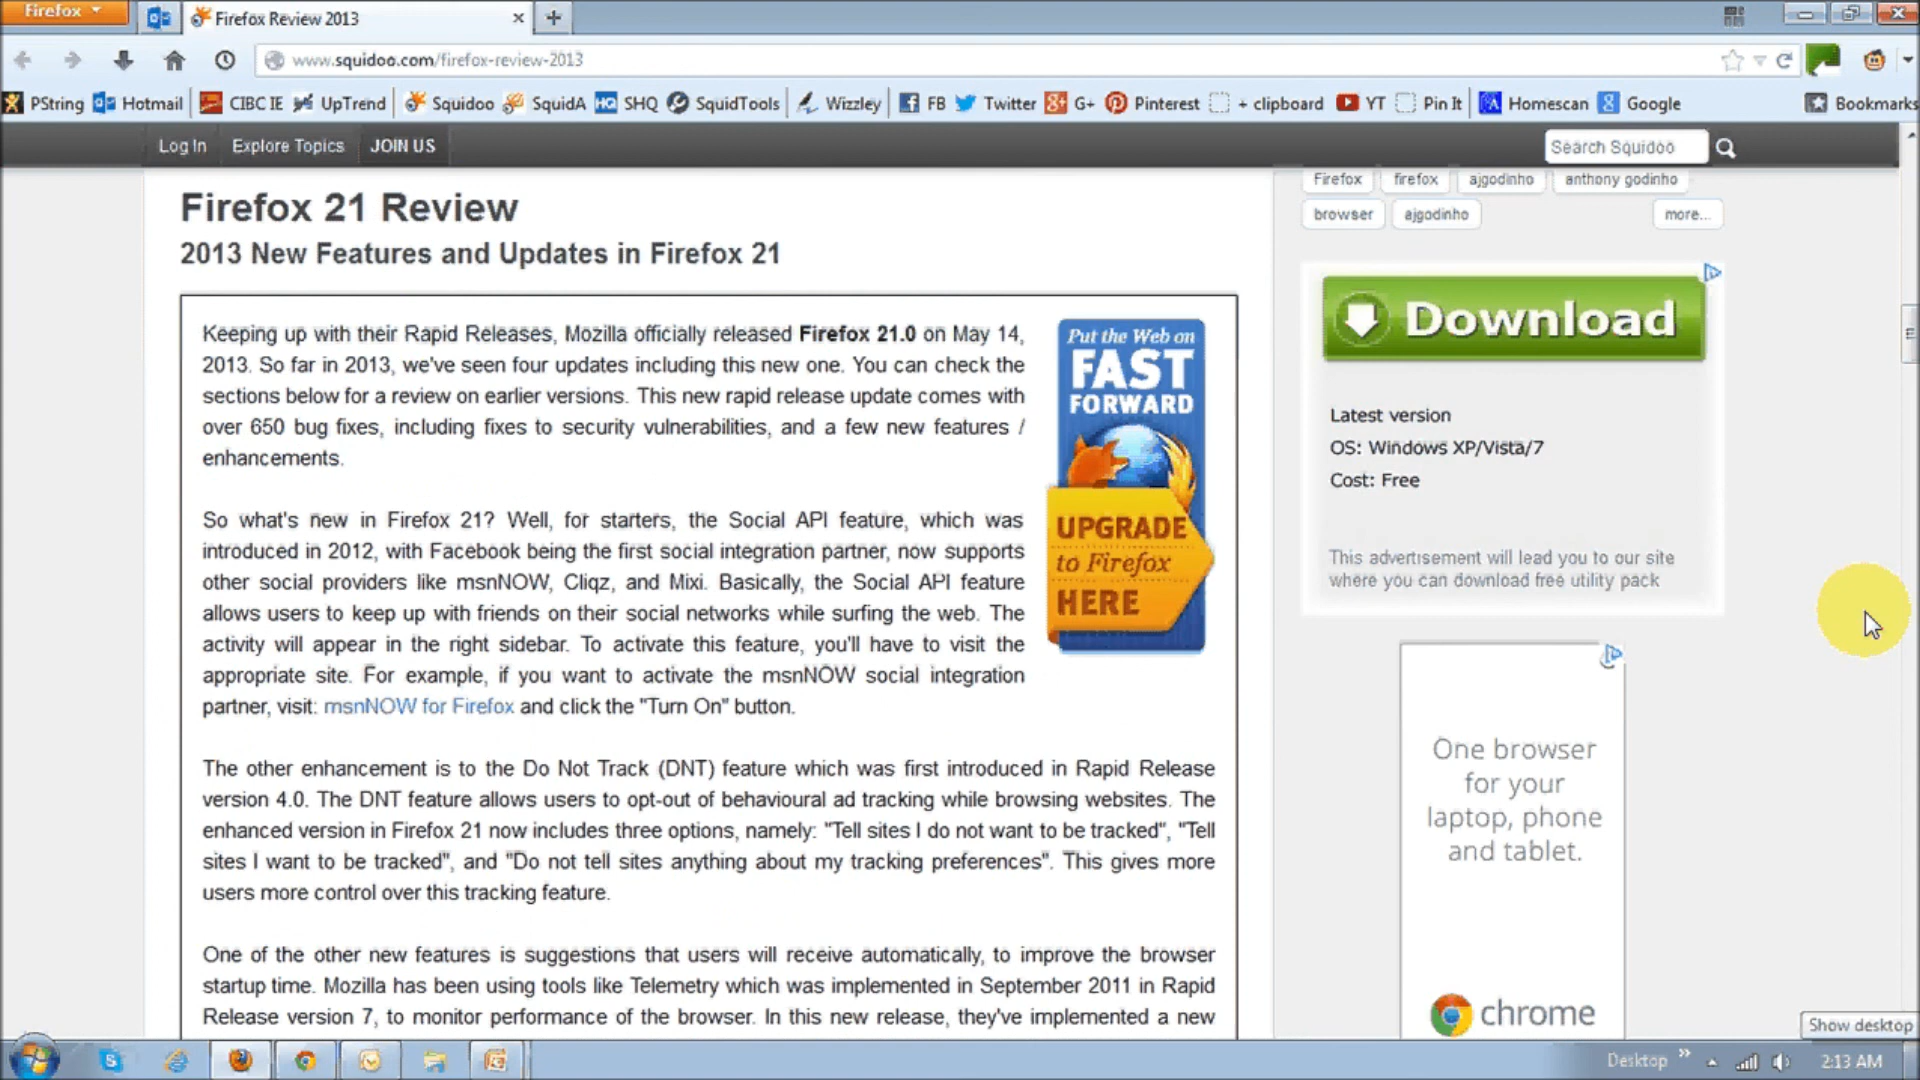 Firefox
Firefox Review 2013
www.squidoo.com/firefox-review-2013
PString Hotmail CIBC IE UpTrend Squidoo SquidA SHQ SquidTools Wizzley FB Twitter G+ Pinterest + clipboard YT Pin It Homescan Google Bookmarks
Log In Explore Topics JOIN US Search Squidoo
Firefox 21 Review
2013 New Features and Updates in Firefox 21
Keeping up with their Rapid Releases, Mozilla officially released Firefox 21.0 on May 14,
2013. So far in 2013, we've seen four updates including this new one. You can check the
sections below for a review on earlier versions. This new rapid release update comes with
over 650 bug fixes, including fixes to security vulnerabilities, and a few new features /
enhancements.
So what's new in Firefox 21? Well, for starters, the Social API feature, which was
introduced in 2012, with Facebook being the first social integration partner, now supports
other social providers like msnNOW, Cliqz, and Mixi. Basically, the Social API feature
allows users to keep up with friends on their social networks while surfing the web. The
activity will appear in the right sidebar. To activate this feature, you'll have to visit the
appropriate site. For example, if you want to activate the msnNOW social integration
partner, visit: msnNOW for Firefox and click the "Turn On" button.
The other enhancement is to the Do Not Track (DNT) feature which was first introduced in Rapid Release
version 4.0. The DNT feature allows users to opt-out of behavioural ad tracking while browsing websites. The
enhanced version in Firefox 21 now includes three options, namely: "Tell sites I do not want to be tracked", "Tell
sites I want to be tracked", and "Do not tell sites anything about my tracking preferences". This gives more
users more control over this tracking feature.
One of the other new features is suggestions that users will receive automatically, to improve the browser
startup time. Mozilla has been using tools like Telemetry which was implemented in September 2011 in Rapid
Release version 7, to monitor performance of the browser. In this new release, they've implemented a new
Put the Web on
FAST
FORWARD
UPGRADE
to Firefox
HERE
Firefox firefox ajgodinho anthony godinho
browser ajgodinho more...
Download
Latest version
OS: Windows XP/Vista/7
Cost: Free
This advertisement will lead you to our site
where you can download free utility pack
One browser
for your
laptop, phone
and tablet.
chrome
Show desktop
Desktop 2:13 AM